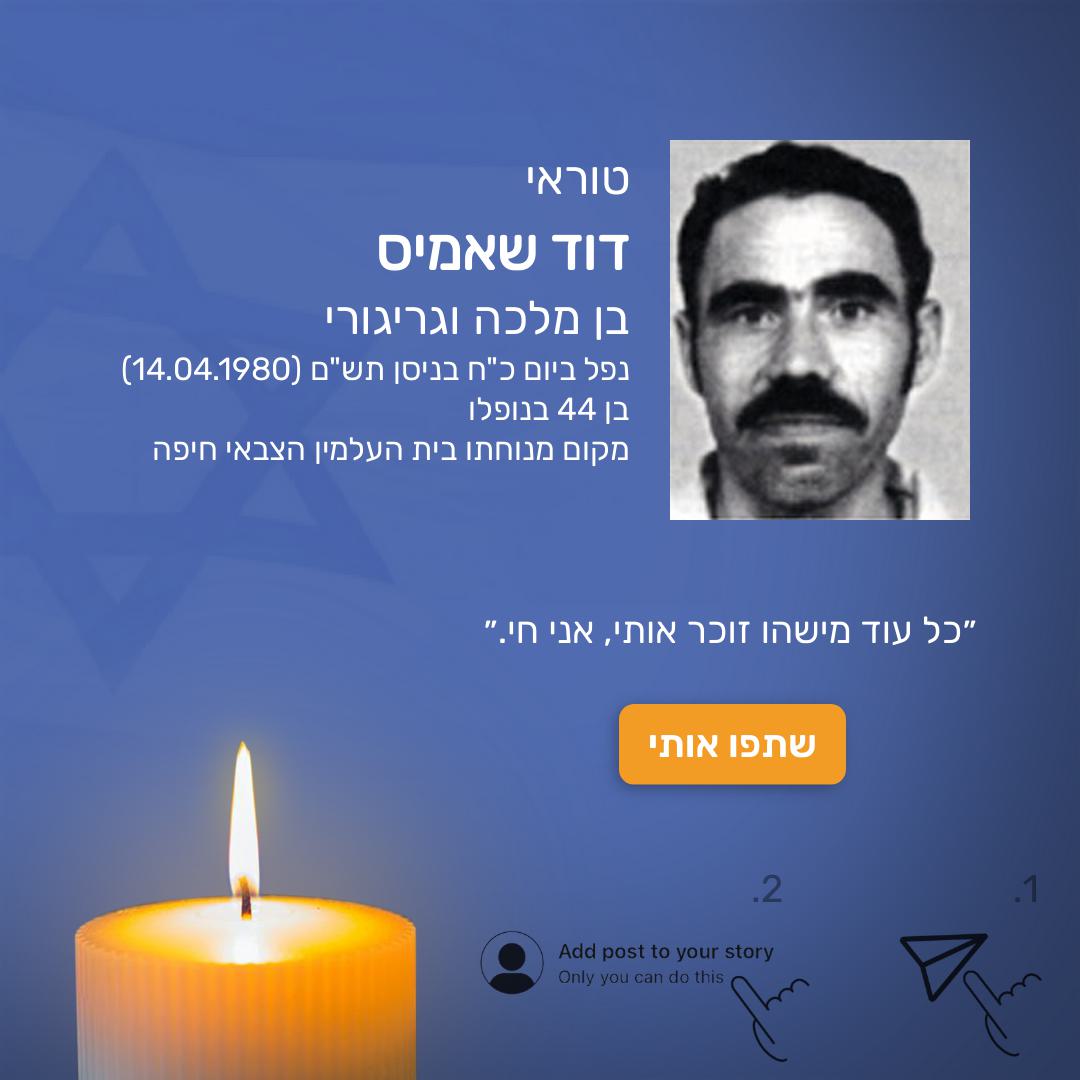 טוראי
דוד שאמיס
בן מלכה וגריגורי
נפל ביום כ"ח בניסן תש"ם (14.04.1980)
בן 44 בנופלו
מקום מנוחתו בית העלמין הצבאי חיפה
״כל עוד מישהו זוכר אותי, אני חי.״
שתפו אותי
1.
2.
Add post to your story
Only you can do this